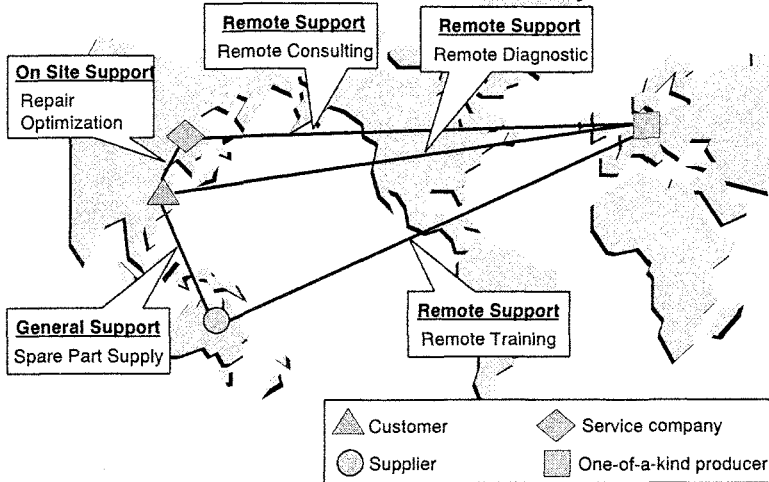 Remote Support
Remote Consulting
Remote Support
Remote Diagnostic
On Site Support
Repair
Optimization
General Support
Spare Part Supply
Remote Support
Remote Training
Customer
Service company
Supplier
One-of-a-kind producer